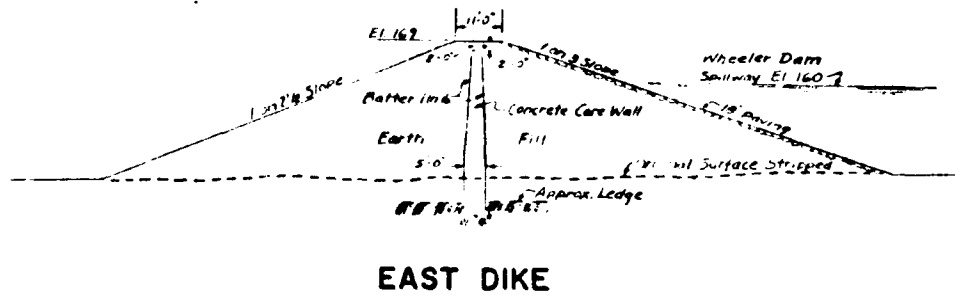 11'-0"
El 169
2'-0"
2'-0"
1 on 2½ Slope
1 on 3 Slope
Wheeler Dam
Spillway El 160
Batter 1 in
Concrete Core Wall
18" Paving
Earth Fill
5'-0"
Surface Stripped
Approx. Ledge
EAST DIKE